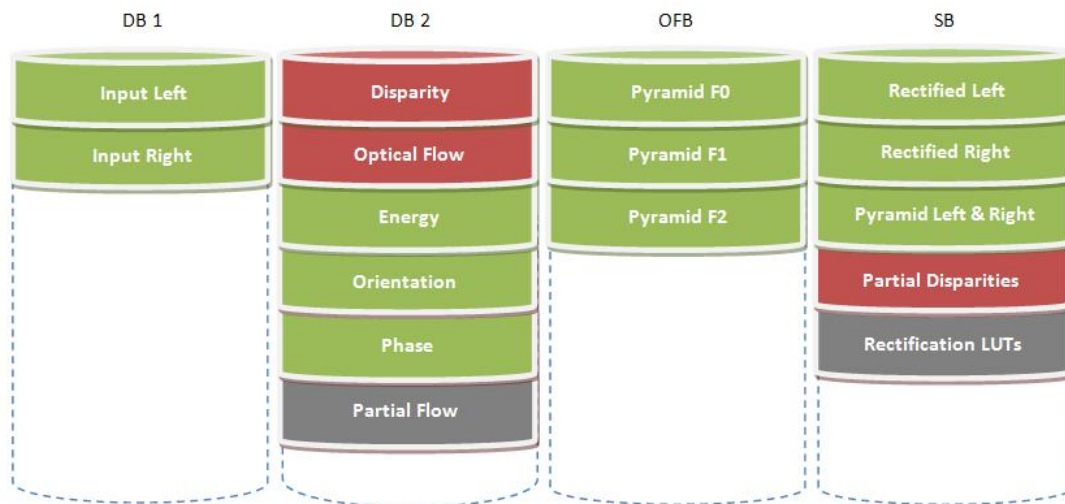 DB 1
Input Left
Input Right
DB 2
Disparity
Optical Flow
Energy
Orientation
Phase
Partial Flow
OFB
Pyramid F0
Pyramid F1
Pyramid F2
SB
Rectified Left
Rectified Right
Pyramid Left & Right
Partial Disparities
Rectification LUTs